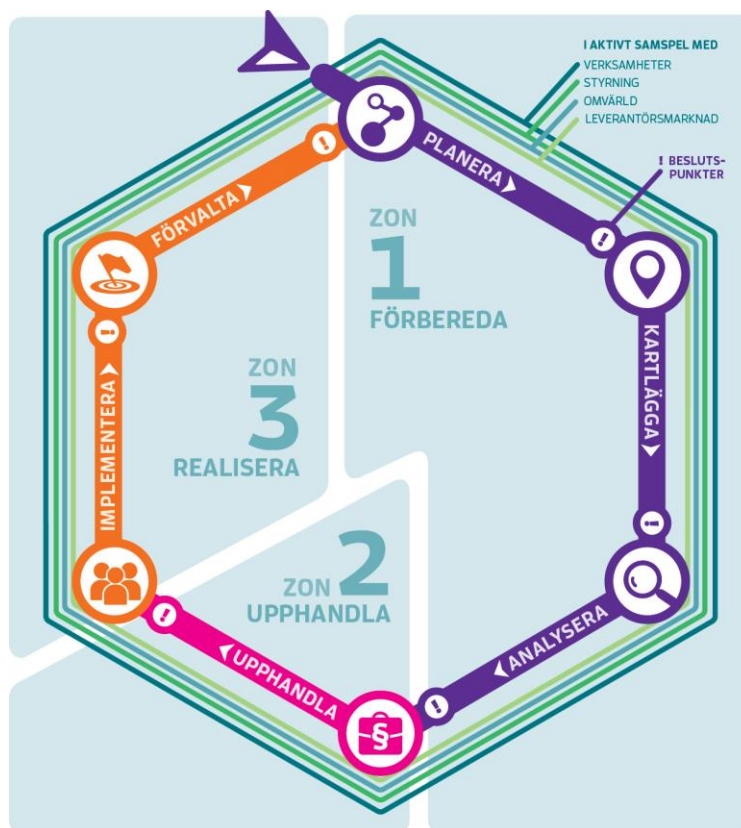 I AKTIVT SAMSPEL MED
VERKSAMHETER
STYRNING
OMVÄRLD
LEVERANTÖRSMARKNAD
! BESLUTS-
PUNKTER
PLANERA
!
KARTLÄGGA
!
ANALYSERA
!
§
UPPHANDLA
!
IMPLEMENTERA
!
FÖRVALTA
!
ZON
1
FÖRBEREDA
ZON
3
REALISERA
ZON 2
UPPHANDLA